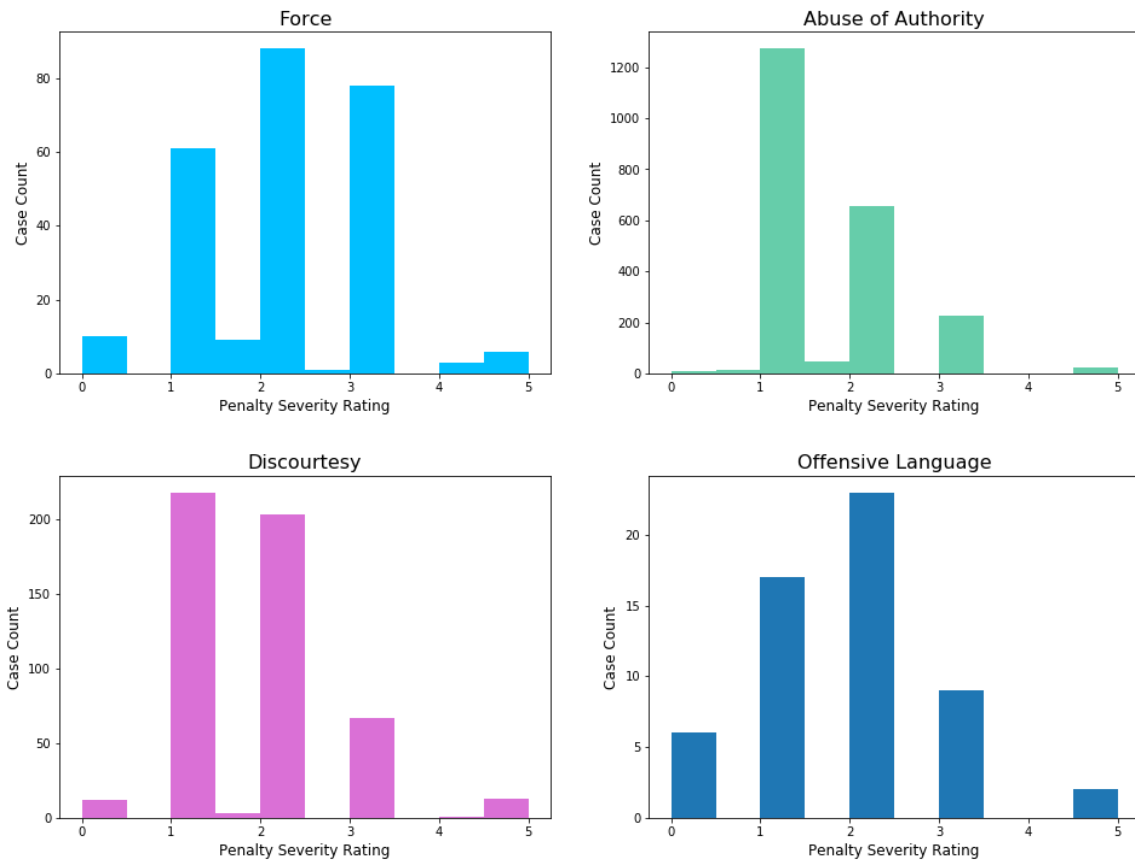 Force
Case Count
80
60
40
20
0
0 1 2 3 4 5
Penalty Severity Rating
Abuse of Authority
Case Count
1200
1000
800
600
400
200
0
0 1 2 3 4 5
Penalty Severity Rating
Discourtesy
Case Count
200
150
100
50
0
0 1 2 3 4 5
Penalty Severity Rating
Offensive Language
Case Count
20
15
10
5
0
0 1 2 3 4 5
Penalty Severity Rating